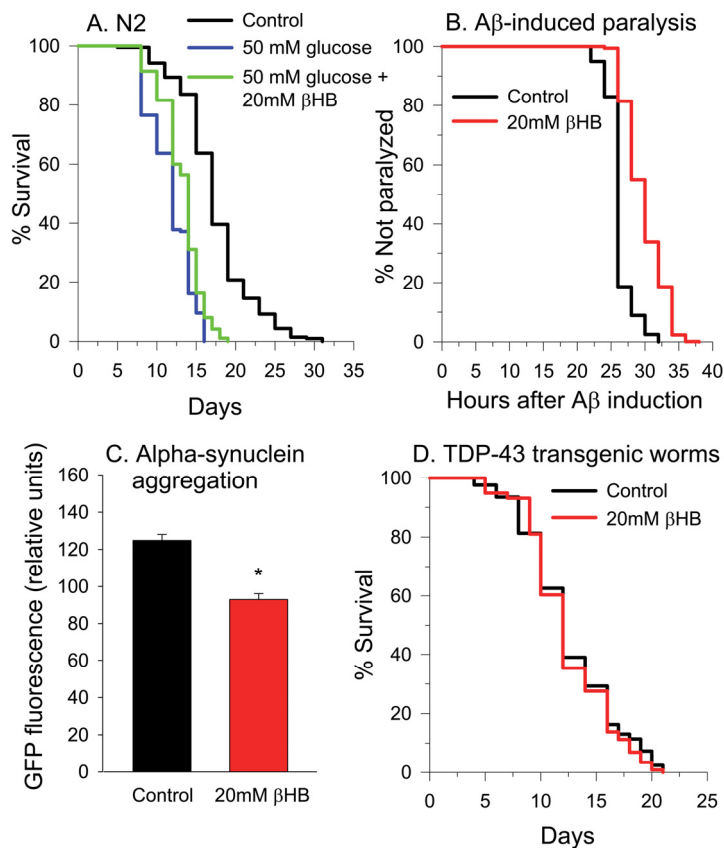 A. N2
Control
50 mM glucose
50 mM glucose +
20mM βHB
% Survival
100
80
60
40
20
0
0 5 10 15 20 25 30 35
Days
B. Aβ-induced paralysis
Control
20mM βHB
% Not paralyzed
100
80
60
40
20
0
0 5 10 15 20 25 30 35 40
Hours after Aβ induction
C. Alpha-synuclein
aggregation
GFP fluorescence (relative units)
160
140
120
100
80
60
40
20
0
*
Control 20mM βHB
D. TDP-43 transgenic worms
Control
20mM βHB
% Survival
100
80
60
40
20
0
0 5 10 15 20 25
Days